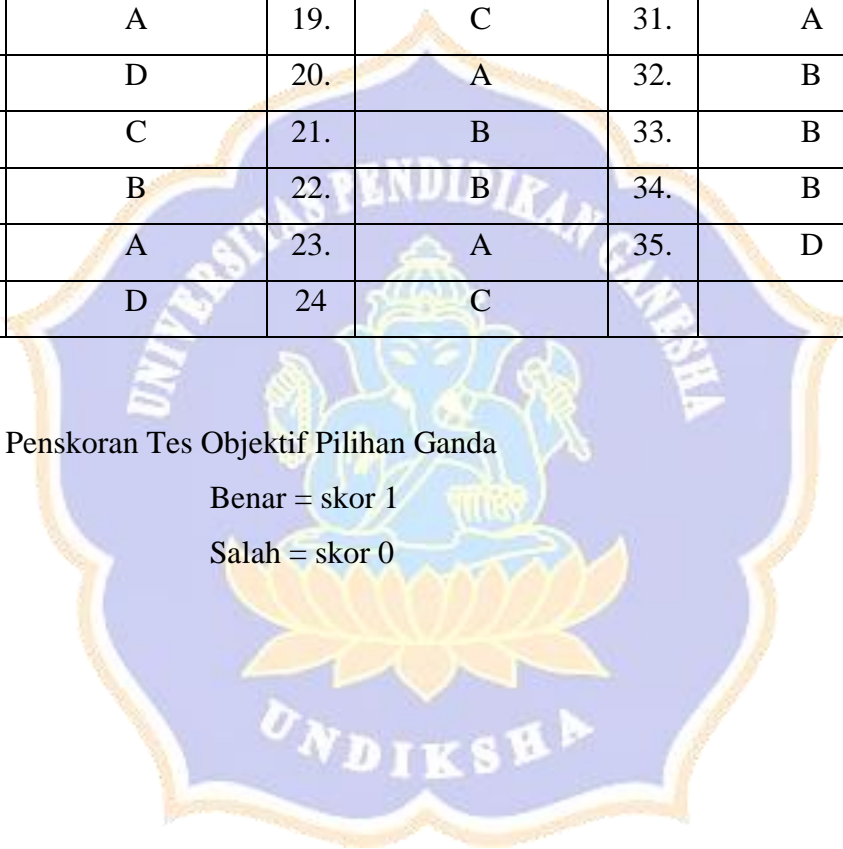 A 19. C 31. A
D 20. A 32. B
C 21. B 33. B
B 22. B 34. B
A 23. A 35. D
D 24 C
UNIVERSITAS PENDIDIKAN GANESHA
Penskoran Tes Objektif Pilihan Ganda
Benar = skor 1
Salah = skor 0
UNDIKSHA